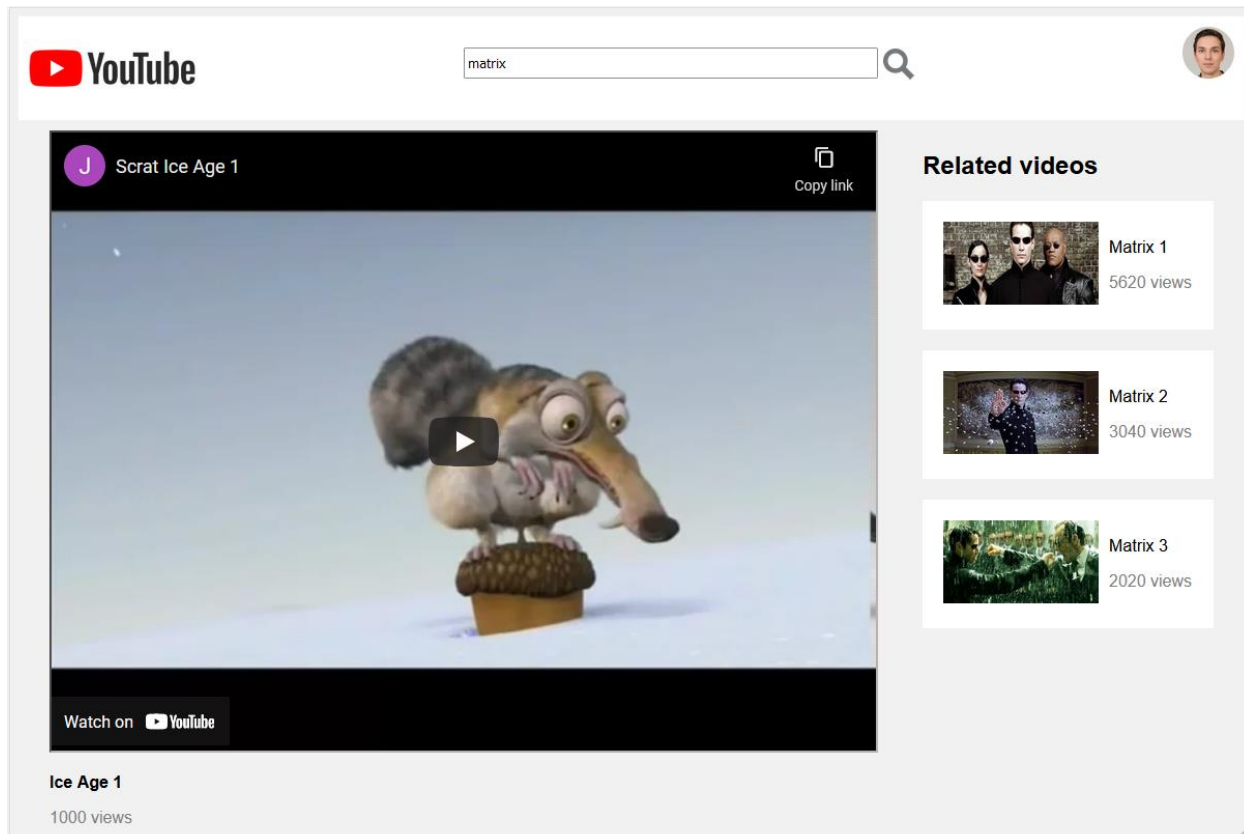 YouTube
matrix
J
Scrat Ice Age 1
Copy link
Watch on YouTube
Ice Age 1
1000 views
Related videos
Matrix 1
5620 views
Matrix 2
3040 views
Matrix 3
2020 views